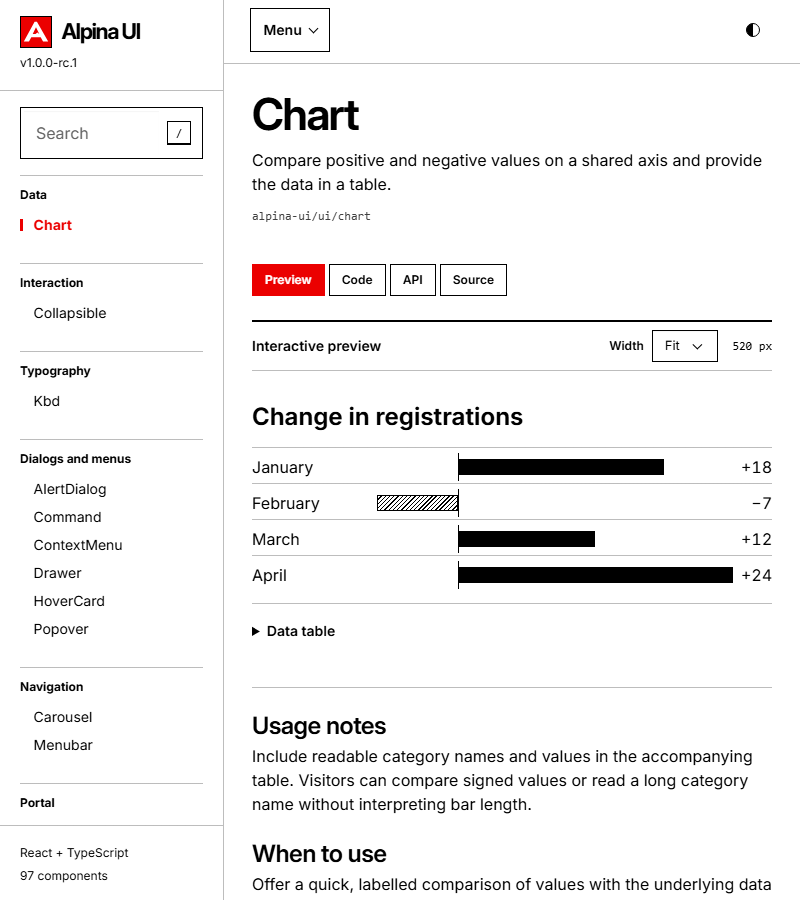 Alpina UI
v1.0.0-rc.1
Search /
Data
Chart
Interaction
Collapsible
Typography
Kbd
Dialogs and menus
AlertDialog
Command
ContextMenu
Drawer
HoverCard
Popover
Navigation
Carousel
Menubar
Portal
React + TypeScript
97 components
Menu
Chart
Compare positive and negative values on a shared axis and provide
the data in a table.
alpina-ui/ui/chart
Preview Code API Source
Interactive preview Width Fit 520 px
Change in registrations
January +18
February −7
March +12
April +24
Data table
Usage notes
Include readable category names and values in the accompanying
table. Visitors can compare signed values or read a long category
name without interpreting bar length.
When to use
Offer a quick, labelled comparison of values with the underlying data